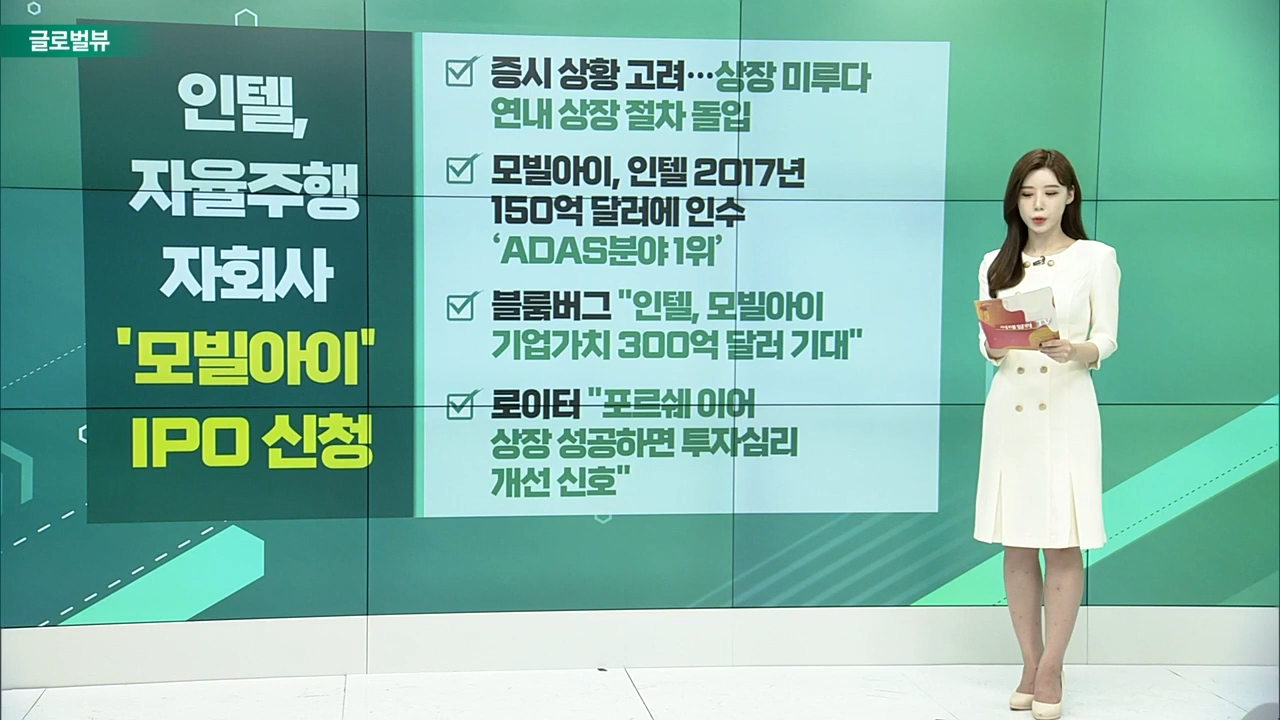 글로벌뷰
인텔,
자율주행
자회사
'모빌아이'
IPO 신청
증시 상황 고려…상장 미루다
연내 상장 절차 돌입
모빌아이, 인텔 2017년
150억 달러에 인수
‘ADAS분야 1위’
블룸버그 "인텔, 모빌아이
기업가치 300억 달러 기대"
로이터 "포르쉐 이어
상장 성공하면 투자심리
개선 신호"